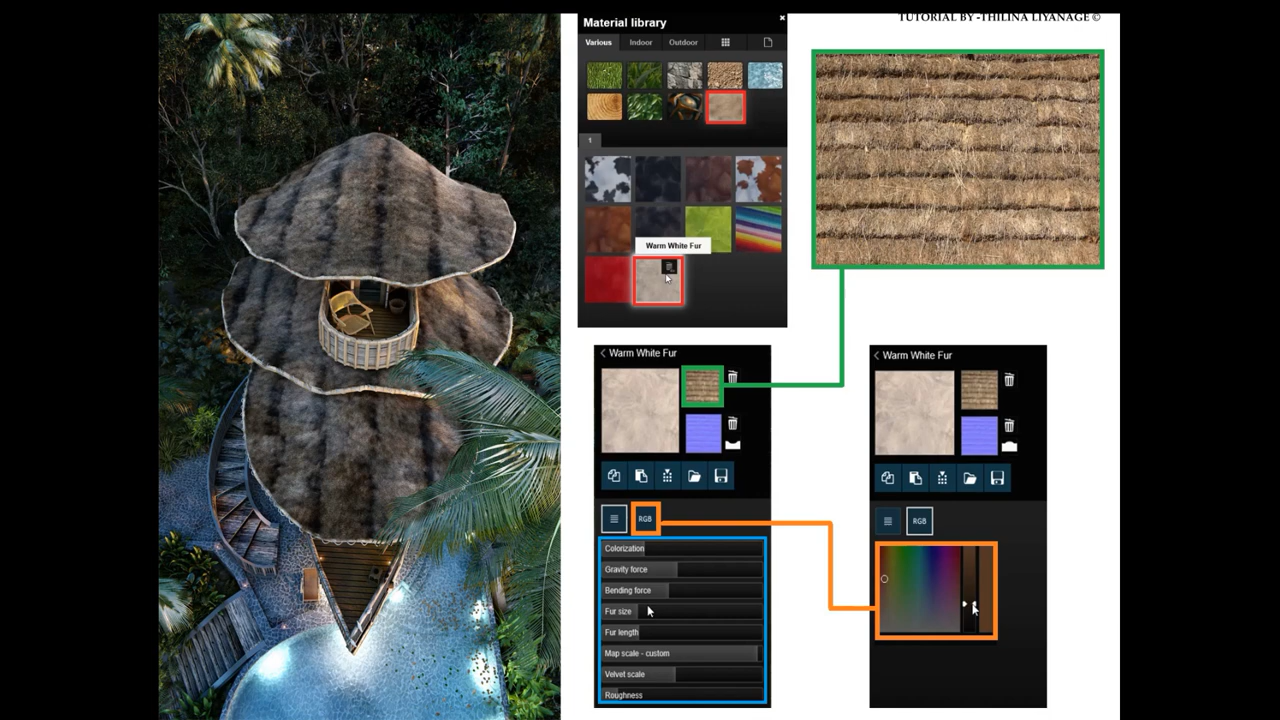 TUTORIAL BY -THILINA LIYANAGE ©
Material library
Various Indoor Outdoor
1
Warm White Fur
Warm White Fur
RGB
Colorization
Gravity force
Bending force
Fur size
Fur length
Map scale - custom
Velvet scale
Roughness
Warm White Fur
RGB